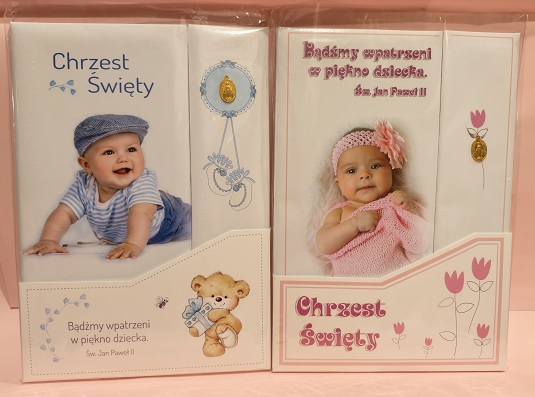 Chrzest
Święty
Bądźmy wpatrzeni
w piękno dziecka.
Św. Jan Paweł II
Bądźmy wpatrzeni
w piękno dziecka.
Św. Jan Paweł II
Chrzest
Święty